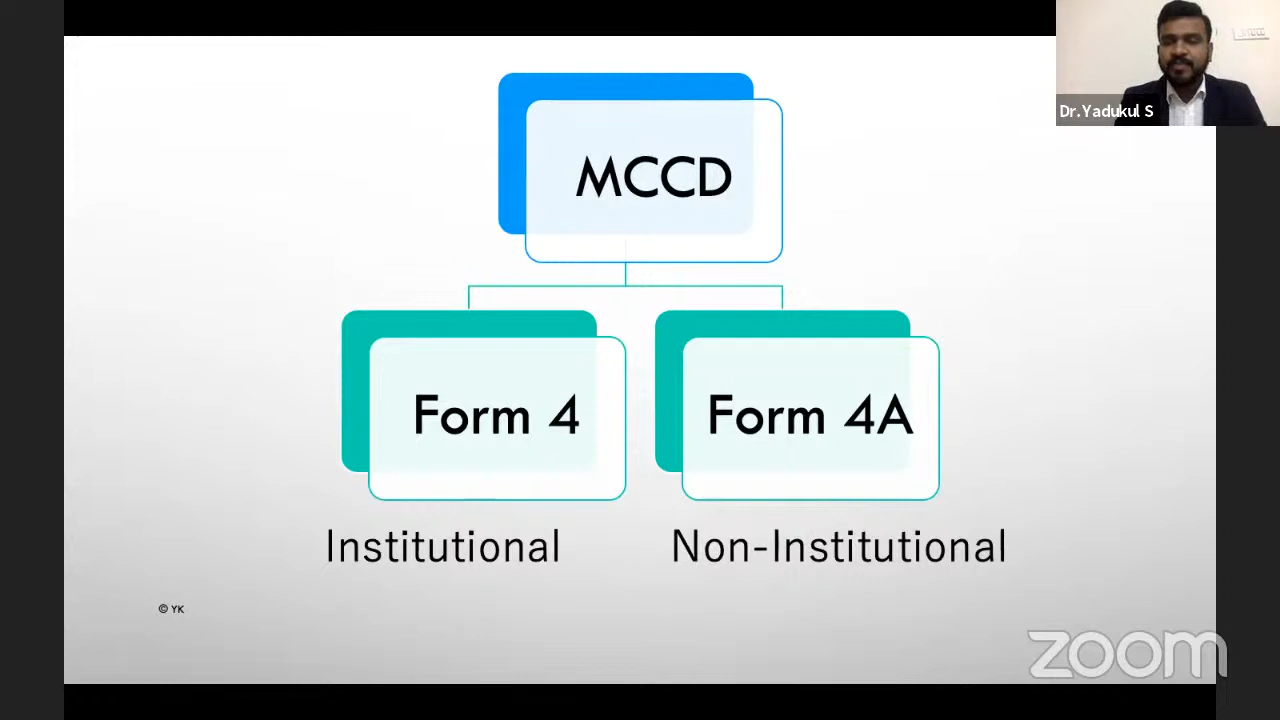 Dr.Yadukul S
MCCD
Form 4
Form 4A
Institutional
Non-Institutional
© YK
zoom